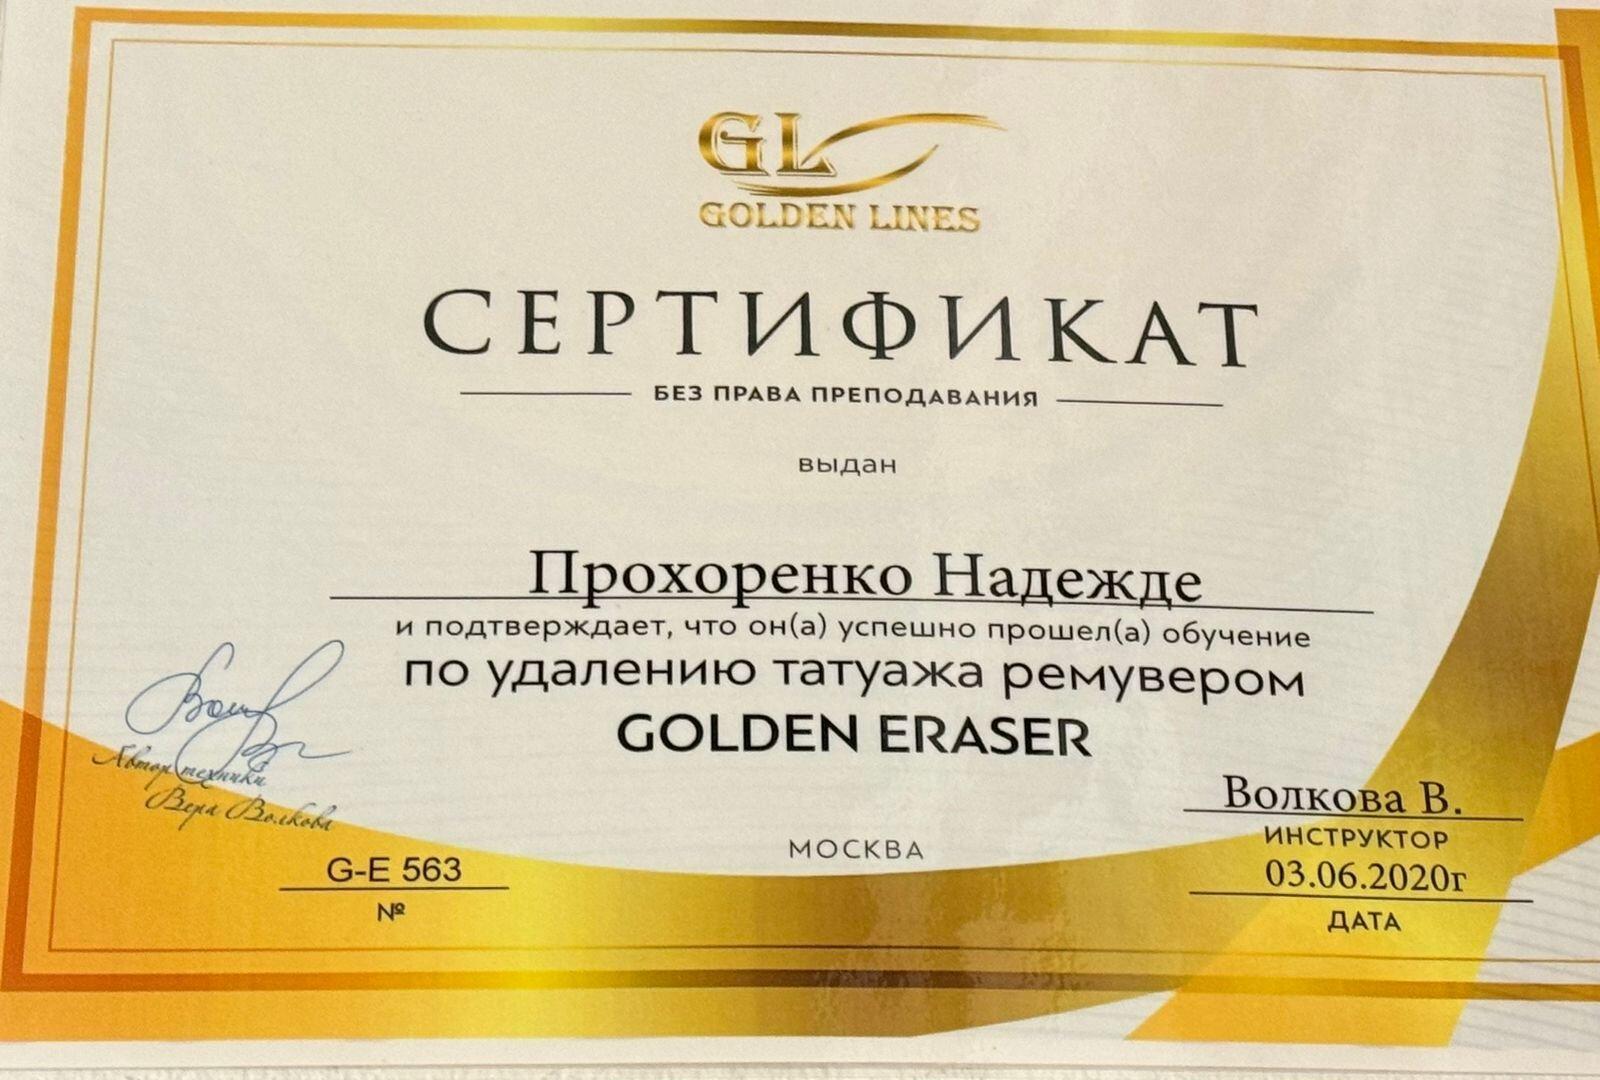 GL
GOLDEN LINES
СЕРТИФИКАТ
БЕЗ ПРАВА ПРЕПОДАВАНИЯ
выдан
Прохоренко Надежде
и подтверждает, что он(а) успешно прошел(а) обучение
по удалению татуажа ремувером
GOLDEN ERASER
Автор техники
Вера Волкова
G-E 563
№
МОСКВА
Волкова В.
ИНСТРУКТОР
03.06.2020г
ДАТА